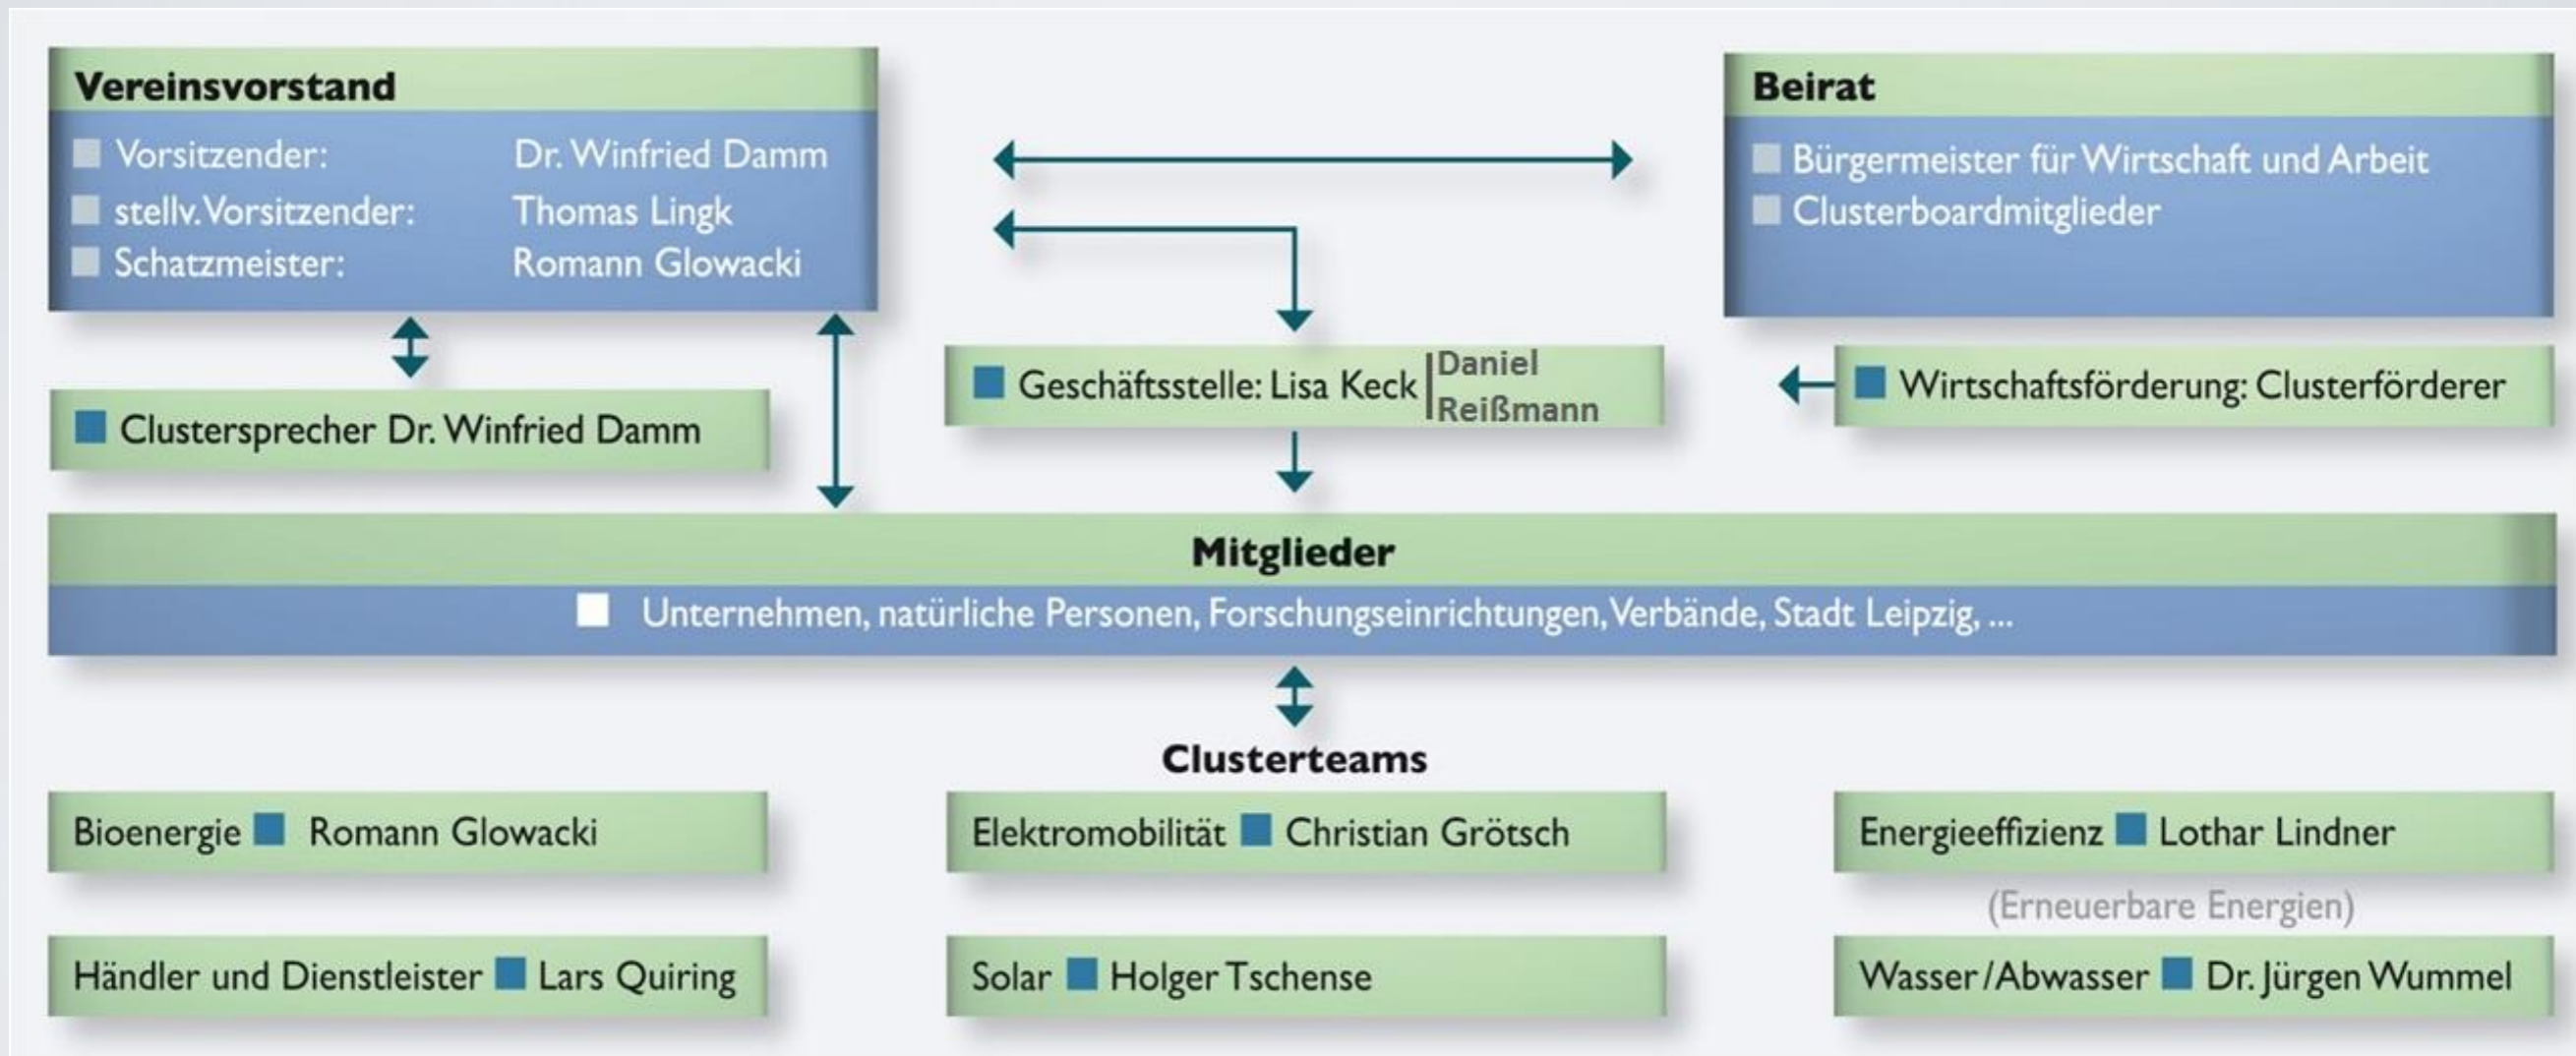 Vereinsvorstand
Vorsitzender: Dr. Winfried Damm
stellv. Vorsitzender: Thomas Lingk
Schatzmeister: Romann Glowacki
Beirat
Bürgermeister für Wirtschaft und Arbeit
Clusterboardmitglieder
Clustersprecher Dr. Winfried Damm
Geschäftsstelle: Lisa Keck
Daniel
Reißmann
Wirtschaftsförderung: Clusterförderer
Mitglieder
Unternehmen, natürliche Personen, Forschungseinrichtungen, Verbände, Stadt Leipzig, ...
Clusterteams
Bioenergie Romann Glowacki
Elektromobilität Christian Grötsch
Energieeffizienz Lothar Lindner
(Erneuerbare Energien)
Händler und Dienstleister Lars Quiring
Solar Holger Tschense
Wasser/Abwasser Dr. Jürgen Wummel